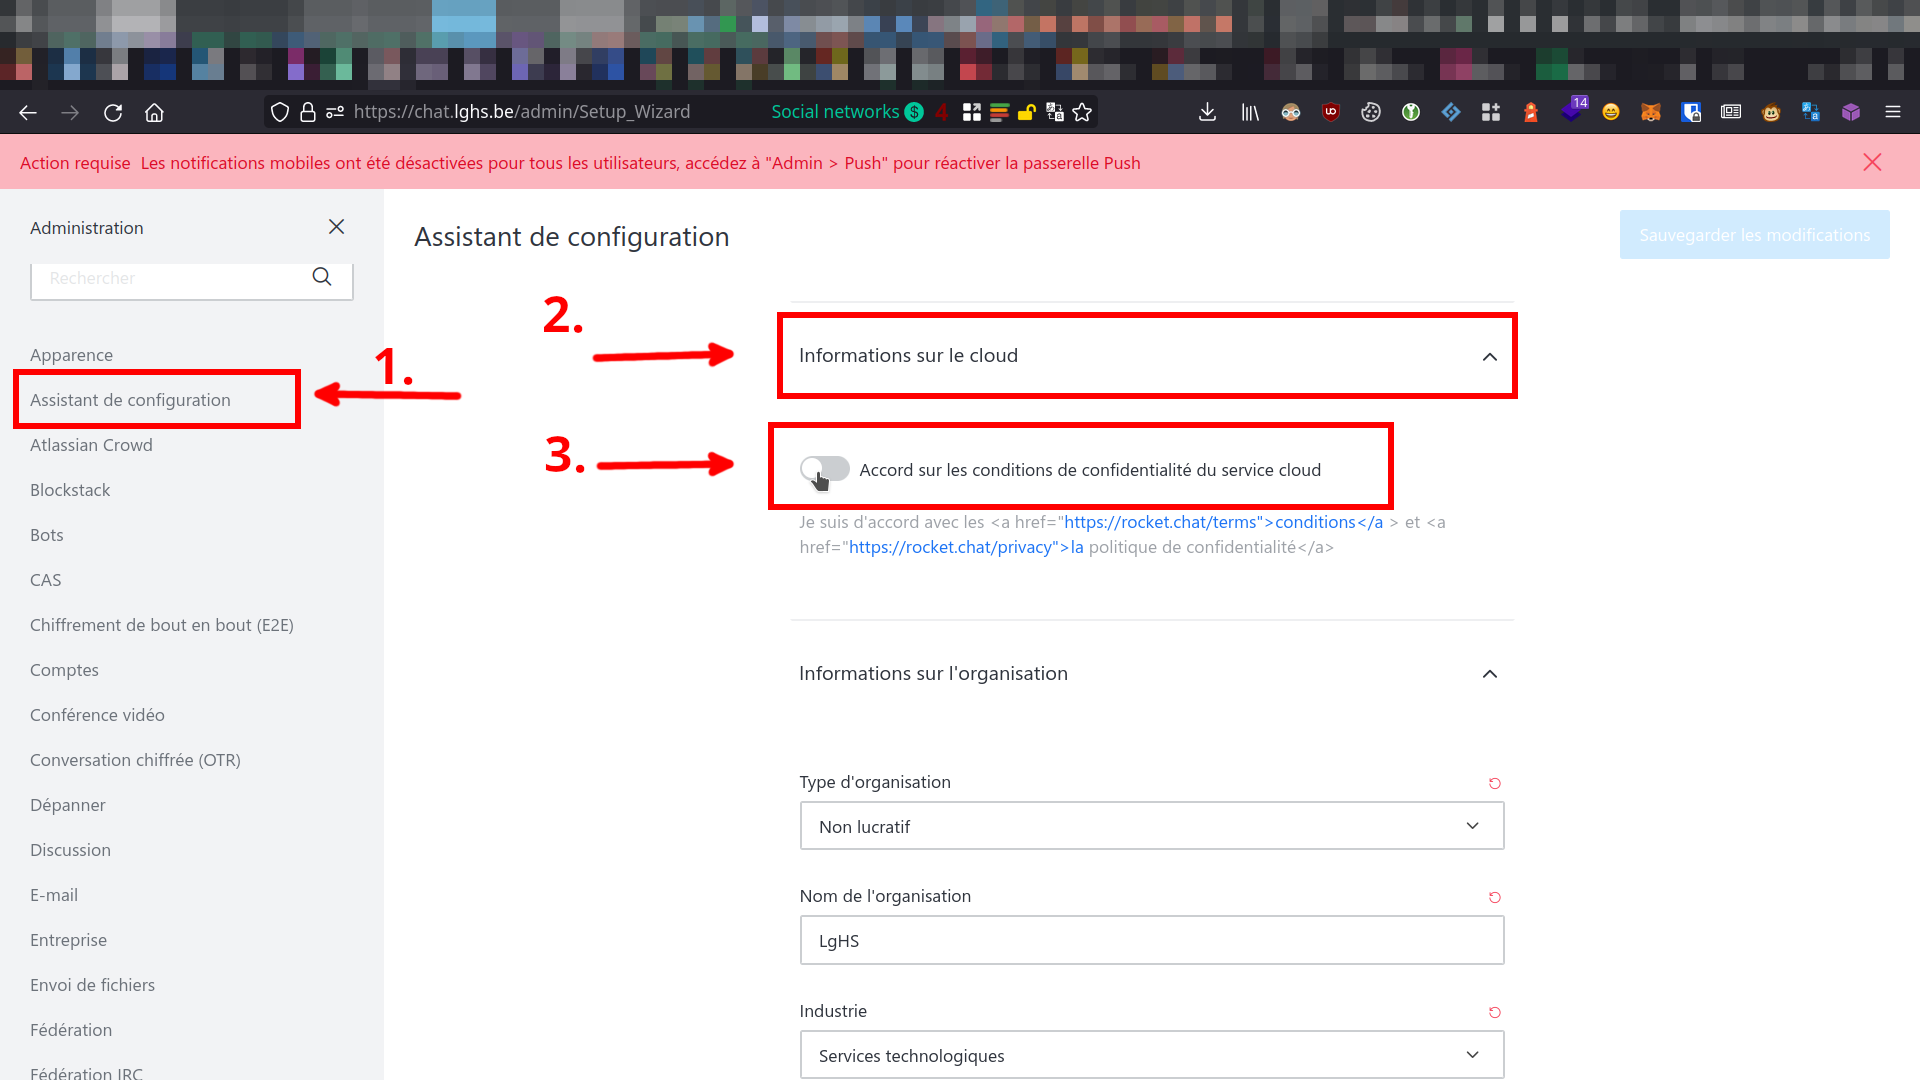 https://chat.lghs.be/admin/Setup_Wizard
Social networks
4
14
Action requise Les notifications mobiles ont été désactivées pour tous les utilisateurs, accédez à "Admin > Push" pour réactiver la passerelle Push
Administration
Rechercher
Apparence
Assistant de configuration
Atlassian Crowd
Blockstack
Bots
CAS
Chiffrement de bout en bout (E2E)
Comptes
Conférence vidéo
Conversation chiffrée (OTR)
Dépanner
Discussion
E-mail
Entreprise
Envoi de fichiers
Fédération
Fédération IRC
1.
Assistant de configuration
Sauvegarder les modifications
2.
Informations sur le cloud
3.
Accord sur les conditions de confidentialité du service cloud
Je suis d'accord avec les <a href="https://rocket.chat/terms">conditions</a > et <a
href="https://rocket.chat/privacy">la politique de confidentialité</a>
Informations sur l'organisation
Type d'organisation
Non lucratif
Nom de l'organisation
LgHS
Industrie
Services technologiques